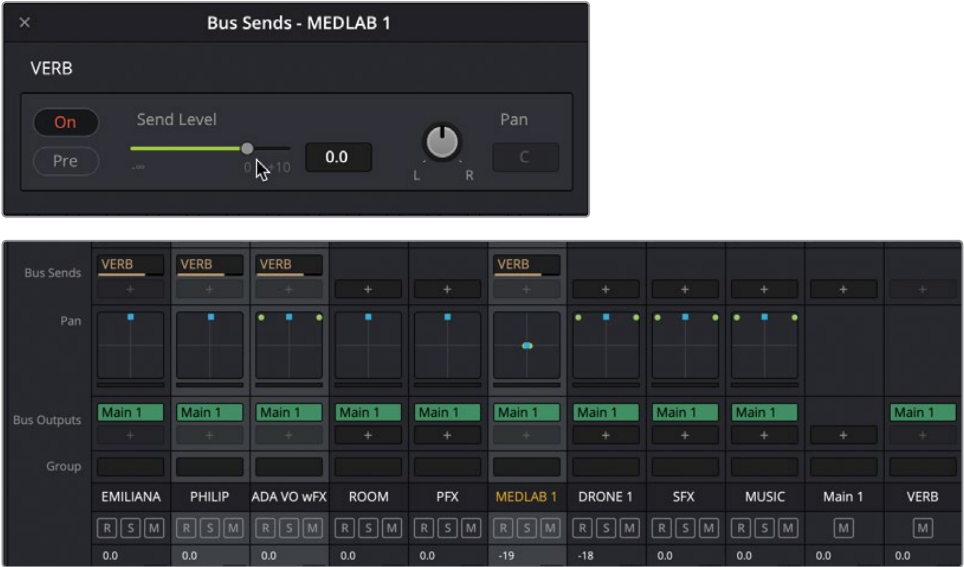 × Bus Sends - MEDLAB 1
VERB
On Send Level Pan
Pre -∞ 0 +10 0.0 L R C
Bus Sends VERB VERB VERB VERB
+ + + + + + + + + + +
Pan
Bus Outputs Main 1 Main 1 Main 1 Main 1 Main 1 Main 1 Main 1 Main 1 Main 1 Main 1
+ + + + + + + + + + +
Group
EMILIANA PHILIP ADA VO wFX ROOM PFX MEDLAB 1 DRONE 1 SFX MUSIC Main 1 VERB
R S M R S M R S M R S M R S M R S M R S M R S M R S M M M
0.0 0.0 0.0 0.0 0.0 -19 -18 0.0 0.0 0.0 0.0